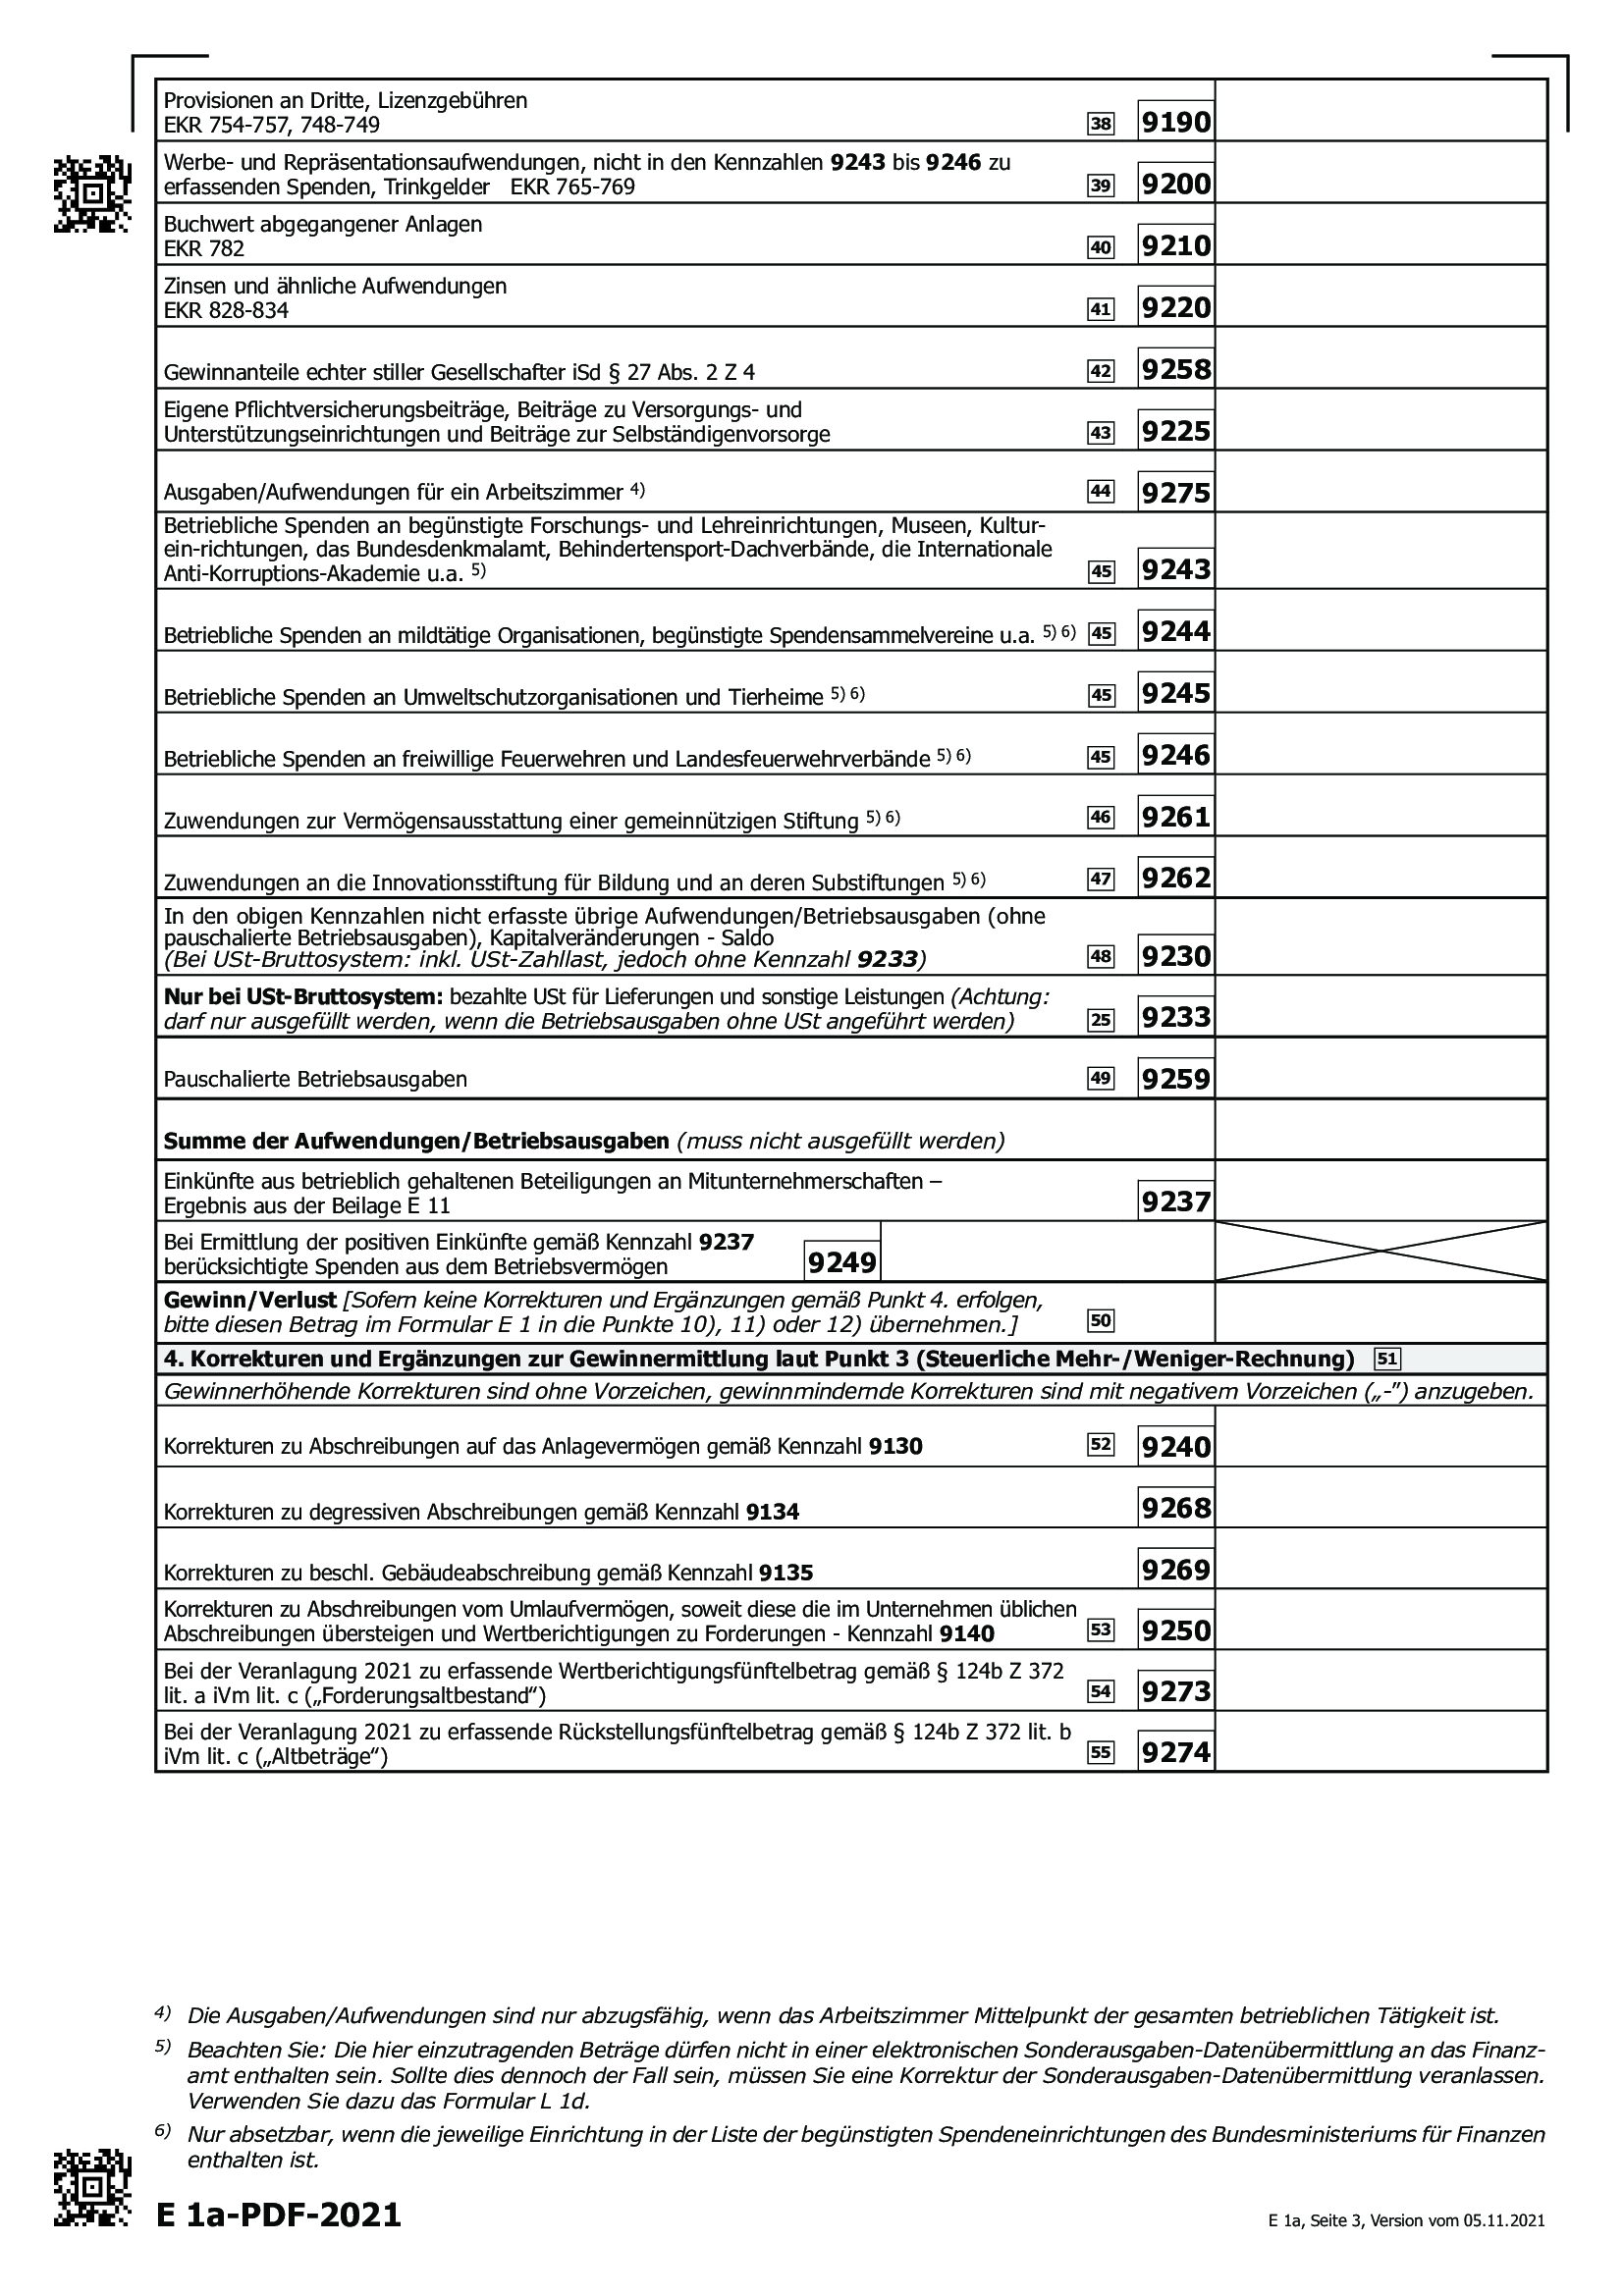 Provisionen an Dritte, Lizenzgebühren
EKR 754-757, 748-749 38 9190
Werbe- und Repräsentationsaufwendungen, nicht in den Kennzahlen 9243 bis 9246 zu
erfassenden Spenden, Trinkgelder EKR 765-769 39 9200
Buchwert abgegangener Anlagen
EKR 782 40 9210
Zinsen und ähnliche Aufwendungen
EKR 828-834 41 9220
Gewinnanteile echter stiller Gesellschafter iSd § 27 Abs. 2 Z 4 42 9258
Eigene Pflichtversicherungsbeiträge, Beiträge zu Versorgungs- und
Unterstützungseinrichtungen und Beiträge zur Selbständigenvorsorge 43 9225
Ausgaben/Aufwendungen für ein Arbeitszimmer 4) 44 9275
Betriebliche Spenden an begünstigte Forschungs- und Lehreinrichtungen, Museen, Kultur-
ein-richtungen, das Bundesdenkmalamt, Behindertensport-Dachverbände, die Internationale
Anti-Korruptions-Akademie u.a. 5) 45 9243
Betriebliche Spenden an mildtätige Organisationen, begünstigte Spendensammelvereine u.a. 5) 6) 45 9244
Betriebliche Spenden an Umweltschutzorganisationen und Tierheime 5) 6) 45 9245
Betriebliche Spenden an freiwillige Feuerwehren und Landesfeuerwehrverbände 5) 6) 45 9246
Zuwendungen zur Vermögensausstattung einer gemeinnützigen Stiftung 5) 6) 46 9261
Zuwendungen an die Innovationsstiftung für Bildung und an deren Substiftungen 5) 6) 47 9262
In den obigen Kennzahlen nicht erfasste übrige Aufwendungen/Betriebsausgaben (ohne
pauschalierte Betriebsausgaben), Kapitalveränderungen - Saldo
(Bei USt-Bruttosystem: inkl. USt-Zahllast, jedoch ohne Kennzahl 9233) 48 9230
Nur bei USt-Bruttosystem: bezahlte USt für Lieferungen und sonstige Leistungen (Achtung:
darf nur ausgefüllt werden, wenn die Betriebsausgaben ohne USt angeführt werden) 25 9233
Pauschalierte Betriebsausgaben 49 9259
Summe der Aufwendungen/Betriebsausgaben (muss nicht ausgefüllt werden)
Einkünfte aus betrieblich gehaltenen Beteiligungen an Mitunternehmerschaften –
Ergebnis aus der Beilage E 11 9237
Bei Ermittlung der positiven Einkünfte gemäß Kennzahl 9237
berücksichtigte Spenden aus dem Betriebsvermögen 9249
Gewinn/Verlust [Sofern keine Korrekturen und Ergänzungen gemäß Punkt 4. erfolgen,
bitte diesen Betrag im Formular E 1 in die Punkte 10), 11) oder 12) übernehmen.] 50
4. Korrekturen und Ergänzungen zur Gewinnermittlung laut Punkt 3 (Steuerliche Mehr-/Weniger-Rechnung) 51
Gewinnerhöhende Korrekturen sind ohne Vorzeichen, gewinnmindernde Korrekturen sind mit negativem Vorzeichen („-”) anzugeben.
Korrekturen zu Abschreibungen auf das Anlagevermögen gemäß Kennzahl 9130 52 9240
Korrekturen zu degressiven Abschreibungen gemäß Kennzahl 9134 9268
Korrekturen zu beschl. Gebäudeabschreibung gemäß Kennzahl 9135 9269
Korrekturen zu Abschreibungen vom Umlaufvermögen, soweit diese die im Unternehmen üblichen
Abschreibungen übersteigen und Wertberichtigungen zu Forderungen - Kennzahl 9140 53 9250
Bei der Veranlagung 2021 zu erfassende Wertberichtigungsfünftelbetrag gemäß § 124b Z 372
lit. a iVm lit. c („Forderungsaltbestand“) 54 9273
Bei der Veranlagung 2021 zu erfassende Rückstellungsfünftelbetrag gemäß § 124b Z 372 lit. b
iVm lit. c („Altbeträge“) 55 9274
4) Die Ausgaben/Aufwendungen sind nur abzugsfähig, wenn das Arbeitszimmer Mittelpunkt der gesamten betrieblichen Tätigkeit ist.
5) Beachten Sie: Die hier einzutragenden Beträge dürfen nicht in einer elektronischen Sonderausgaben-Datenübermittlung an das Finanz-
amt enthalten sein. Sollte dies dennoch der Fall sein, müssen Sie eine Korrektur der Sonderausgaben-Datenübermittlung veranlassen.
Verwenden Sie dazu das Formular L 1d.
6) Nur absetzbar, wenn die jeweilige Einrichtung in der Liste der begünstigten Spendeneinrichtungen des Bundesministeriums für Finanzen
enthalten ist.
E 1a-PDF-2021
E 1a, Seite 3, Version vom 05.11.2021